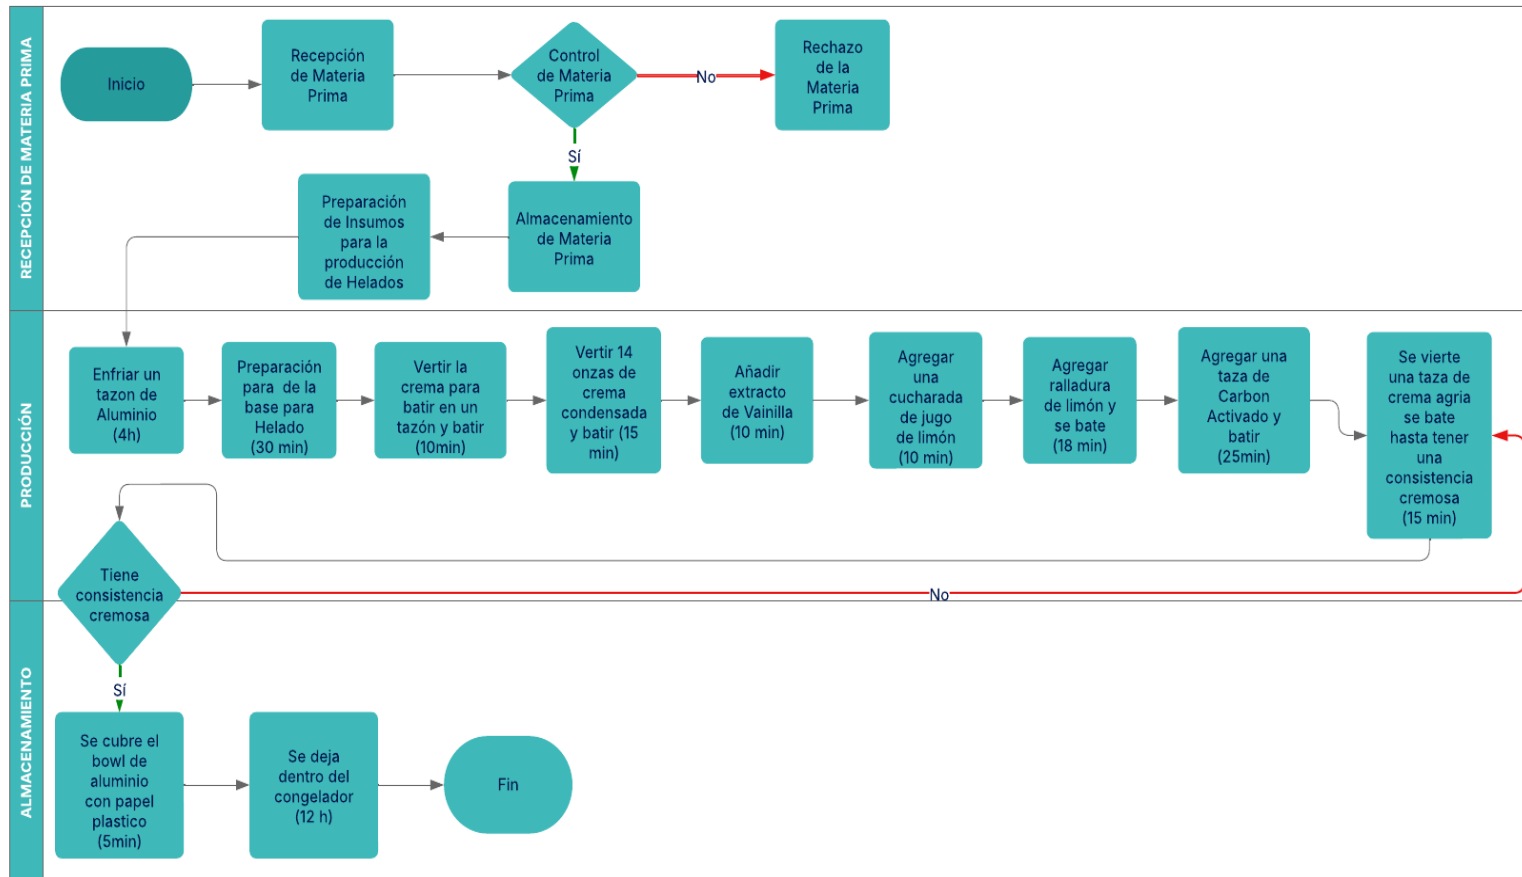 RECEPCIÓN DE MATERIA PRIMA
Inicio
Recepción
de Materia
Prima
Control
de Materia
Prima
No
Rechazo
de la
Materia
Prima
Sí
Almacenamiento
de Materia
Prima
Preparación
de Insumos
para la
producción
de Helados
PRODUCCIÓN
Enfriar un
tazon de
Aluminio
(4h)
Preparación
para de la
base para
Helado
(30 min)
Vertir la
crema para
batir en un
tazón y batir
(10min)
Vertir 14
onzas de
crema
condensada
y batir (15
min)
Añadir
extracto
de Vainilla
(10 min)
Agregar
una
cucharada
de jugo
de limón
(10 min)
Agregar
ralladura
de limón y
se bate
(18 min)
Agregar una
taza de
Carbon
Activado y
batir
(25min)
Se vierte
una taza de
crema agria
se bate
hasta tener
una
consistencia
cremosa
(15 min)
Tiene
consistencia
cremosa
No
Sí
ALMACENAMIENTO
Se cubre el
bowl de
aluminio
con papel
plastico
(5min)
Se deja
dentro del
congelador
(12 h)
Fin